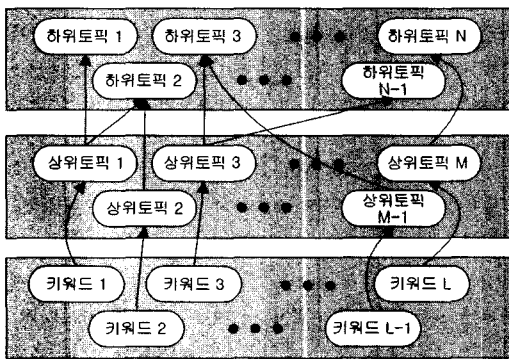 하위토픽 1
하위토픽 3
하위토픽 N
하위토픽 2
하위토픽
N-1
상위토픽 1
상위토픽 3
상위토픽 M
상위토픽 2
상위토픽
M-1
키워드 1
키워드 3
키워드 L
키워드 2
키워드 L-1